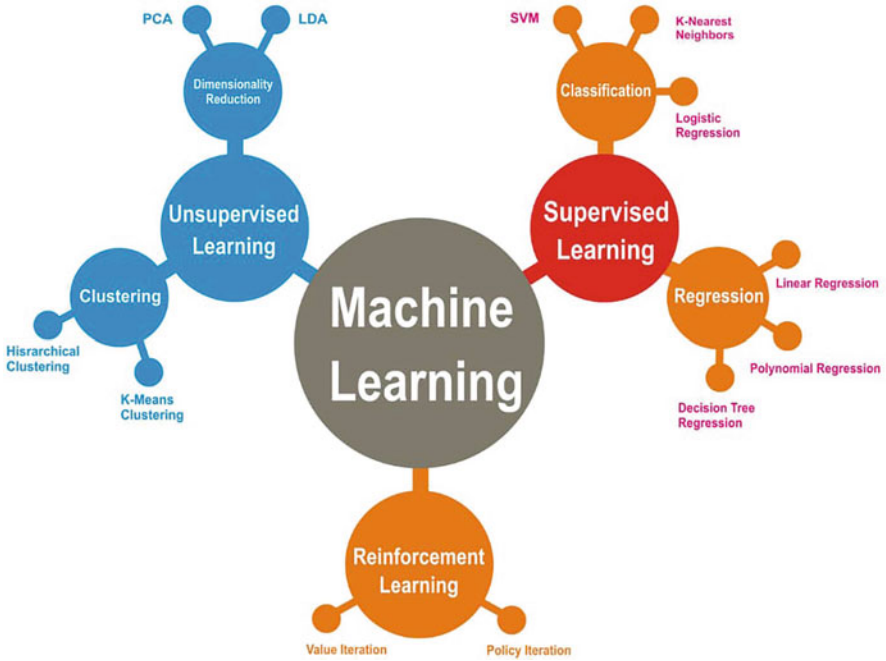 PCA
LDA
Dimensionality
Reduction
Unsupervised
Learning
Clustering
Hisrarchical
Clustering
K-Means
Clustering
SVM
K-Nearest
Neighbors
Classification
Logistic
Regression
Supervised
Learning
Regression
Linear Regression
Polynomial Regression
Decision Tree
Regression
Machine
Learning
Reinforcement
Learning
Value Iteration
Policy Iteration